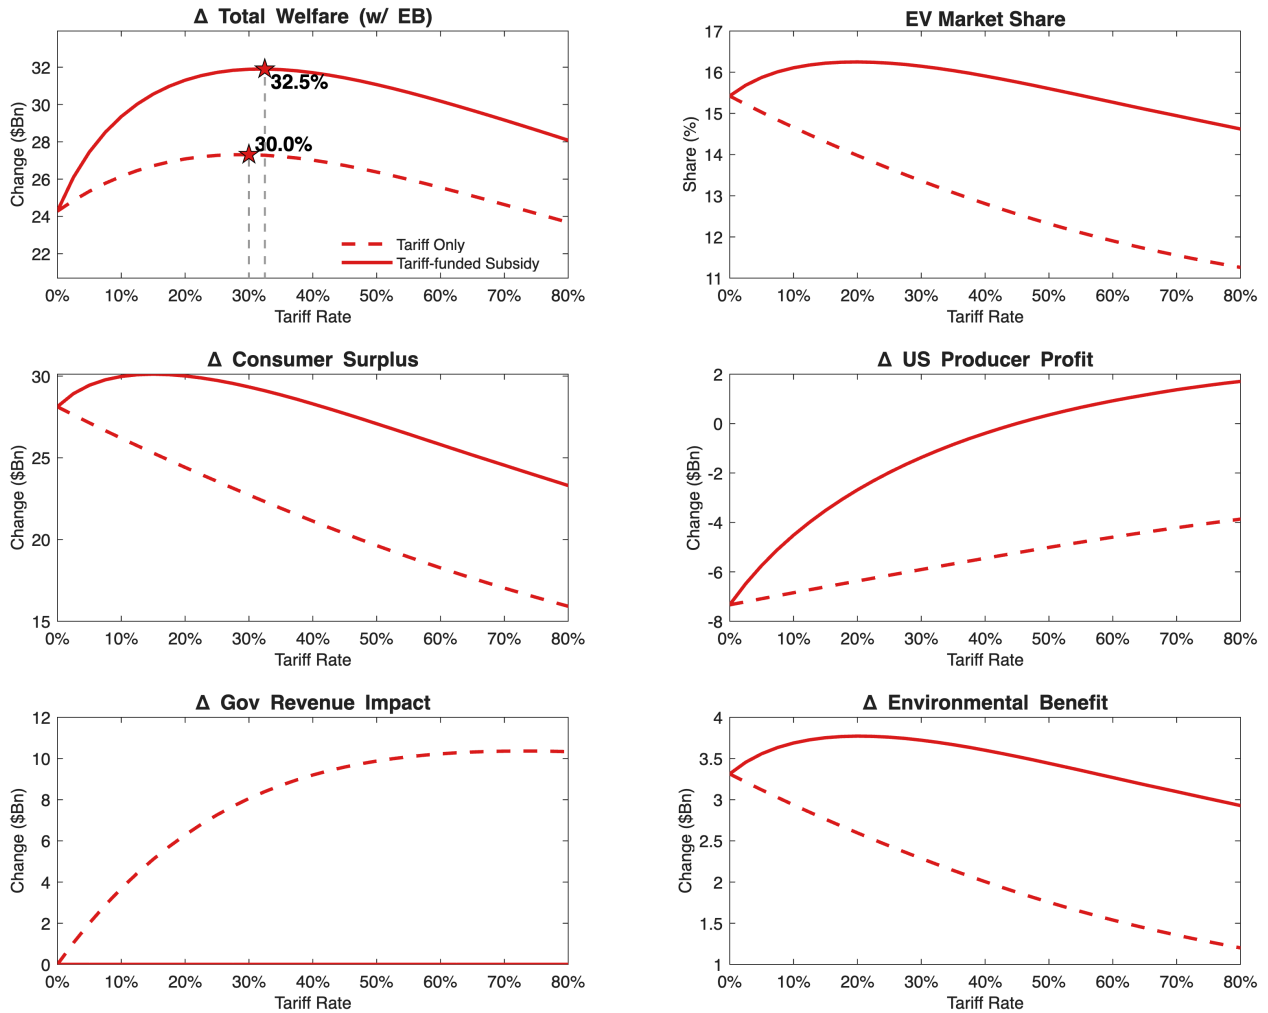 Δ Total Welfare (w/ EB)
Change ($Bn)
32
30
28
26
24
22
32.5%
30.0%
Tariff Only
Tariff-funded Subsidy
0% 10% 20% 30% 40% 50% 60% 70% 80%
Tariff Rate
EV Market Share
Share (%)
17
16
15
14
13
12
11
0% 10% 20% 30% 40% 50% 60% 70% 80%
Tariff Rate
Δ Consumer Surplus
Change ($Bn)
30
25
20
15
0% 10% 20% 30% 40% 50% 60% 70% 80%
Tariff Rate
Δ US Producer Profit
Change ($Bn)
2
0
-2
-4
-6
-8
0% 10% 20% 30% 40% 50% 60% 70% 80%
Tariff Rate
Δ Gov Revenue Impact
Change ($Bn)
12
10
8
6
4
2
0
0% 10% 20% 30% 40% 50% 60% 70% 80%
Tariff Rate
Δ Environmental Benefit
Change ($Bn)
4
3.5
3
2.5
2
1.5
1
0% 10% 20% 30% 40% 50% 60% 70% 80%
Tariff Rate